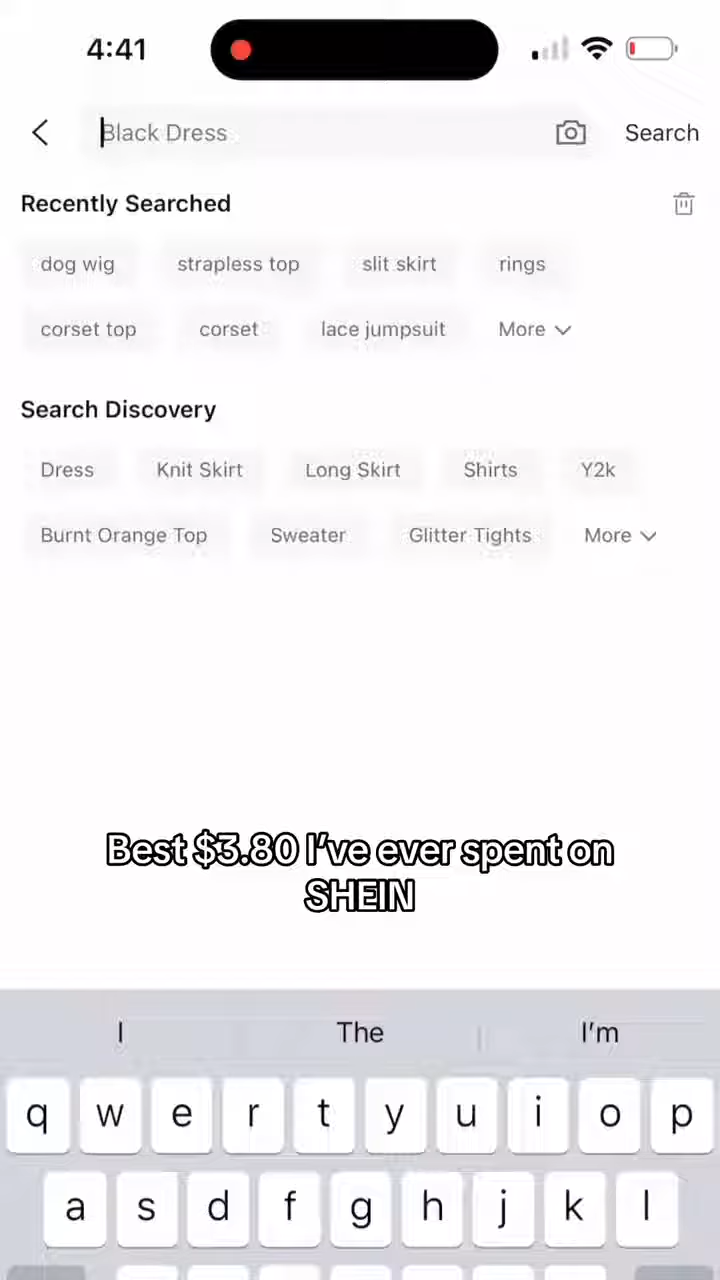 4:41
Black Dress Search
Recently Searched
dog wig strapless top slit skirt rings
corset top corset lace jumpsuit More
Search Discovery
Dress Knit Skirt Long Skirt Shirts Y2k
Burnt Orange Top Sweater Glitter Tights More
Best $3.80 I've ever spent on
SHEIN
I The I'm
q w e r t y u i o p
a s d f g h j k l